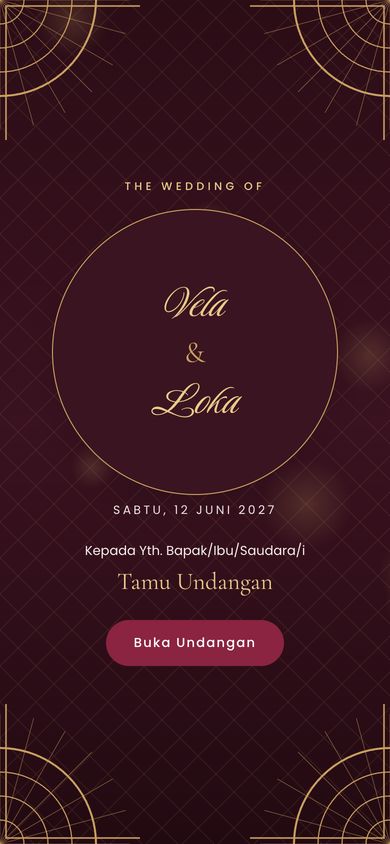 THE WEDDING OF
Vela
&
Loka
SABTU, 12 JUNI 2027
Kepada Yth. Bapak/Ibu/Saudara/i
Tamu Undangan
Buka Undangan